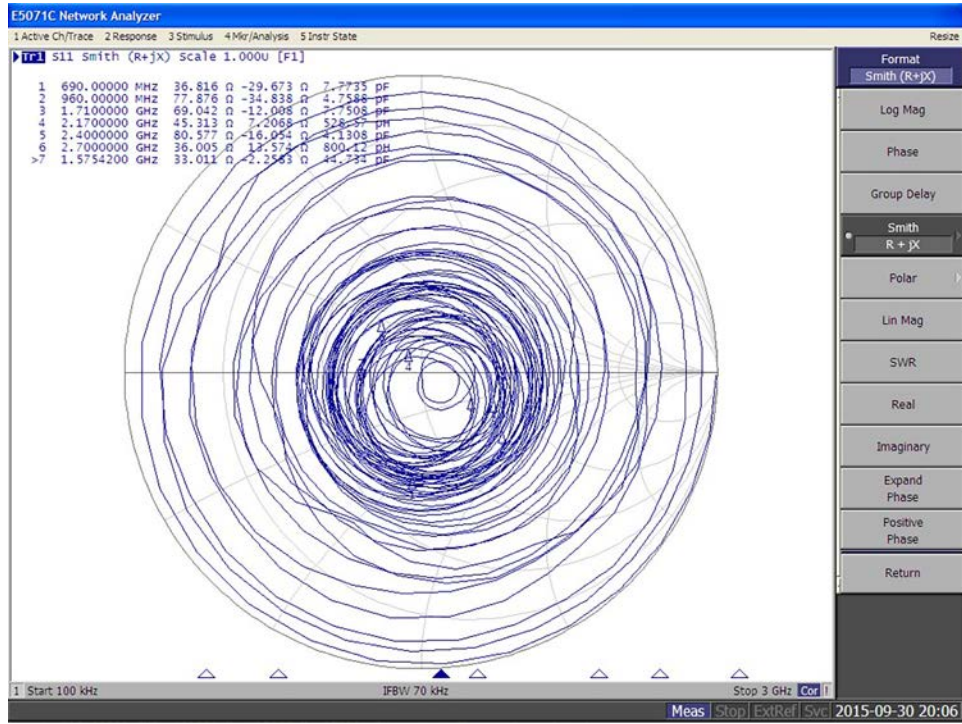 E5071C Network Analyzer
1 Active Ch/Trace 2 Response 3 Stimulus 4 Mkr/Analysis 5 Instr State
Resize
Tr1 S11 Smith (R+jX) Scale 1.000U [F1]
1 690.00000 MHz 36.816 Ω -29.673 Ω 7.7735 pF
2 960.00000 MHz 77.876 Ω -34.838 Ω 4.7588 pF
3 1.7100000 GHz 69.042 Ω -12.008 Ω 7.7508 pF
4 2.1700000 GHz 45.313 Ω 7.2068 Ω 528.57 pH
5 2.4000000 GHz 80.577 Ω -16.054 Ω 4.1308 pF
6 2.7000000 GHz 36.005 Ω 13.574 Ω 800.12 pH
>7 1.5754200 GHz 33.011 Ω -2.2583 Ω 44.734 pF
Format
Smith (R+jX)
Log Mag
Phase
Group Delay
Smith
R + jX
Polar
Lin Mag
SWR
Real
Imaginary
Expand
Phase
Positive
Phase
Return
1 Start 100 kHz
IFBW 70 kHz
Stop 3 GHz Cor !
Meas Stop ExtRef Svc 2015-09-30 20:06